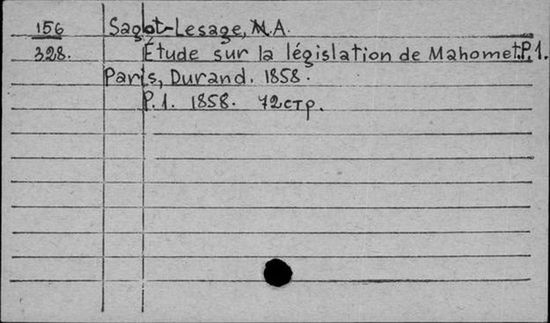 156 Sagot-Lesage, M.A.
328. Étude sur la législation de Mahomet. P.1.
Paris, Durand. 1858.
P.1. 1858. 72стр.